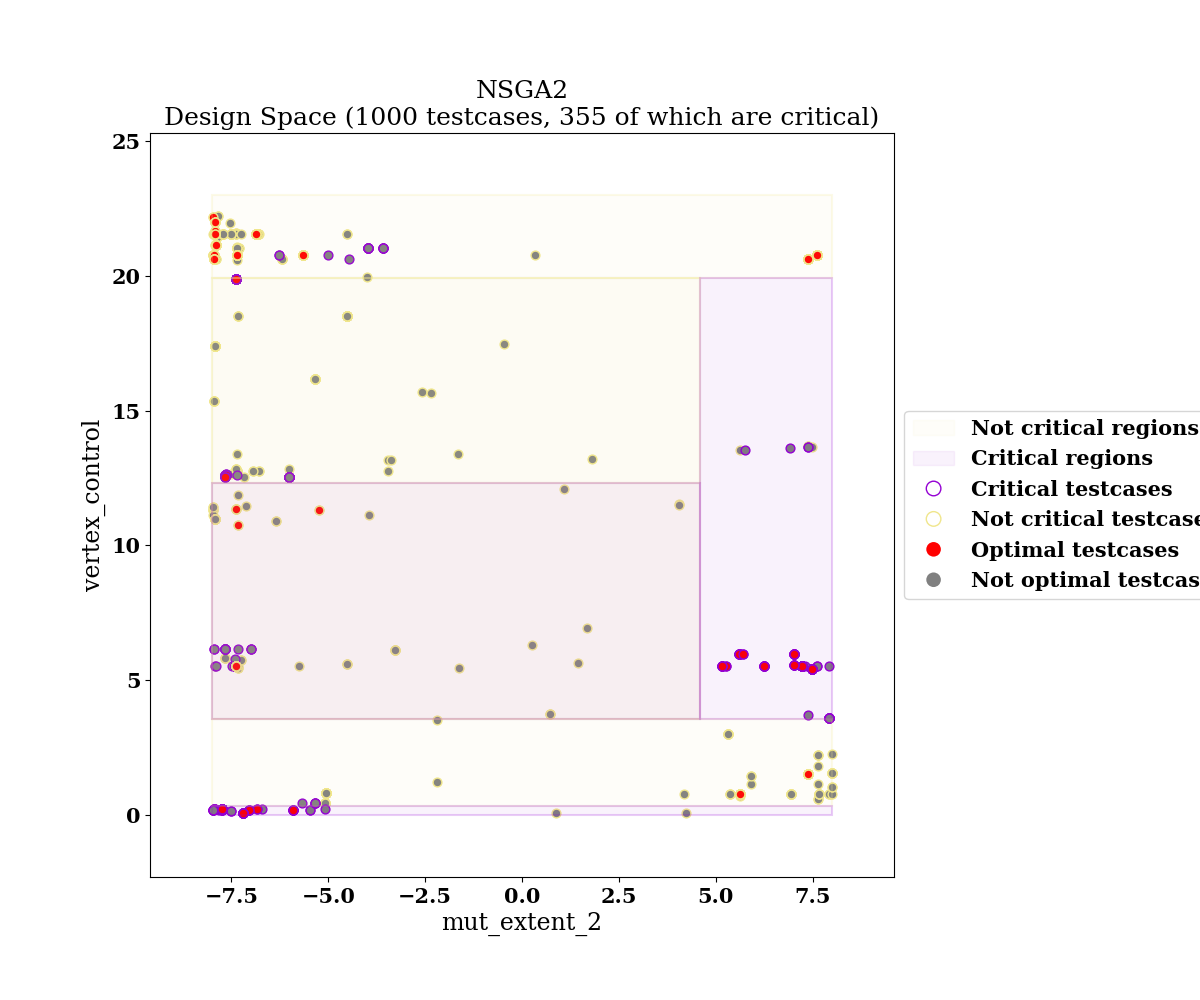 NSGA2
Design Space (1000 testcases, 355 of which are critical)
25
20
15
10
5
0
vertex_control
−7.5
−5.0
−2.5
0.0
2.5
5.0
7.5
mut_extent_2
Not critical regions
Critical regions
Critical testcases
Not critical testcase
Optimal testcases
Not optimal testcas